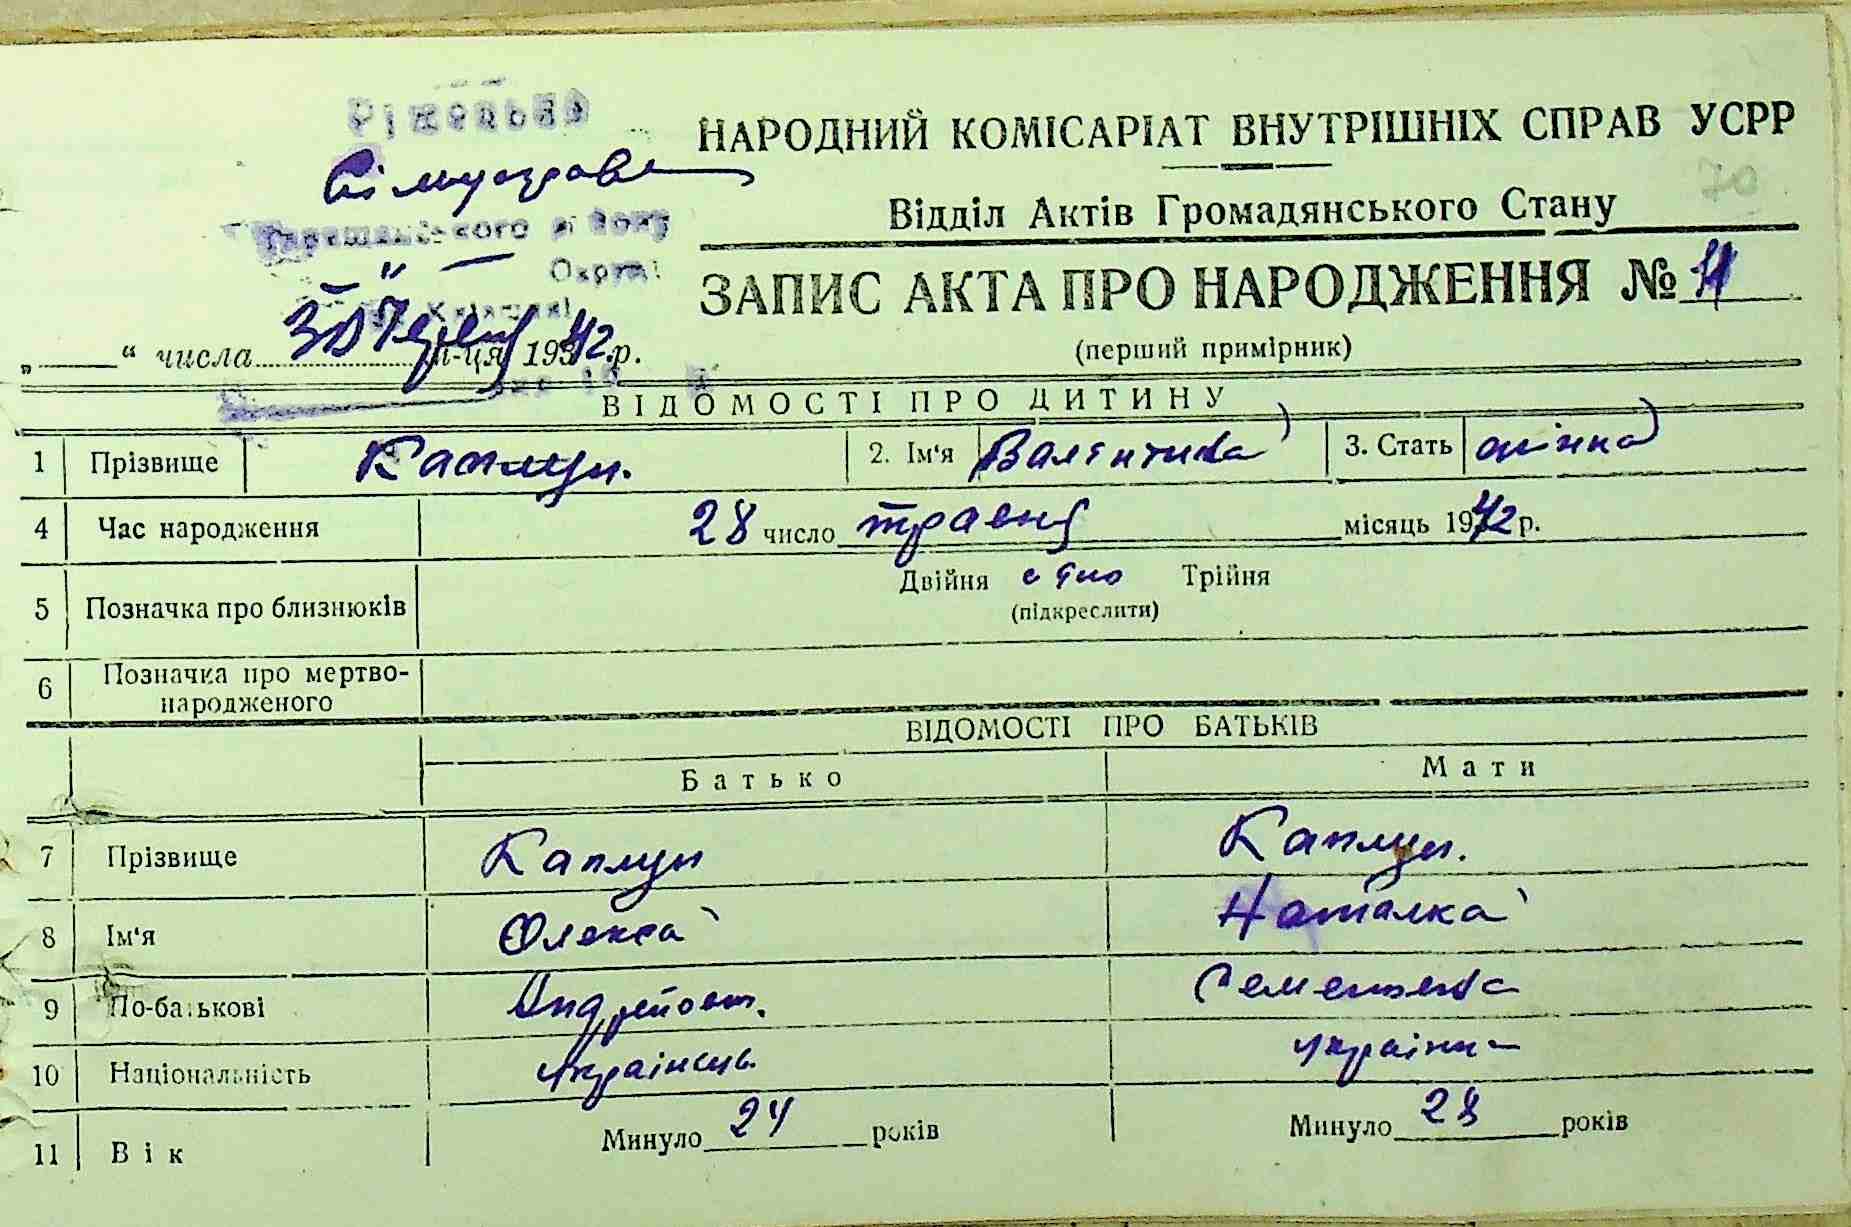 НАРОДНИЙ КОМІСАРІАТ ВНУТРІШНІХ СПРАВ УСРР
70
Відділ Актів Громадянського Стану
Округи
ЗАПИС АКТА ПРО НАРОДЖЕННЯ №
„ “ числа 30 Червня м-ця 1942 р.
(перший примірник)
ВІДОМОСТІ ПРО ДИТИНУ
1 Прізвище Каплун. 2. Ім'я Валентина 3. Стать жінка
4 Час народження 28 число травня місяць 1942 р.
5 Позначка про близнюків Двійня одно Трійня
(підкреслити)
6 Позначка про мертво-
народженого
ВІДОМОСТІ ПРО БАТЬКІВ
Батько Мати
7 Прізвище Каплун Каплун.
8 Ім'я Олекса Наталка
9 По-батькові Андрейов.
10 Національність українець українка
11 Вік Минуло 24 років Минуло 28 років